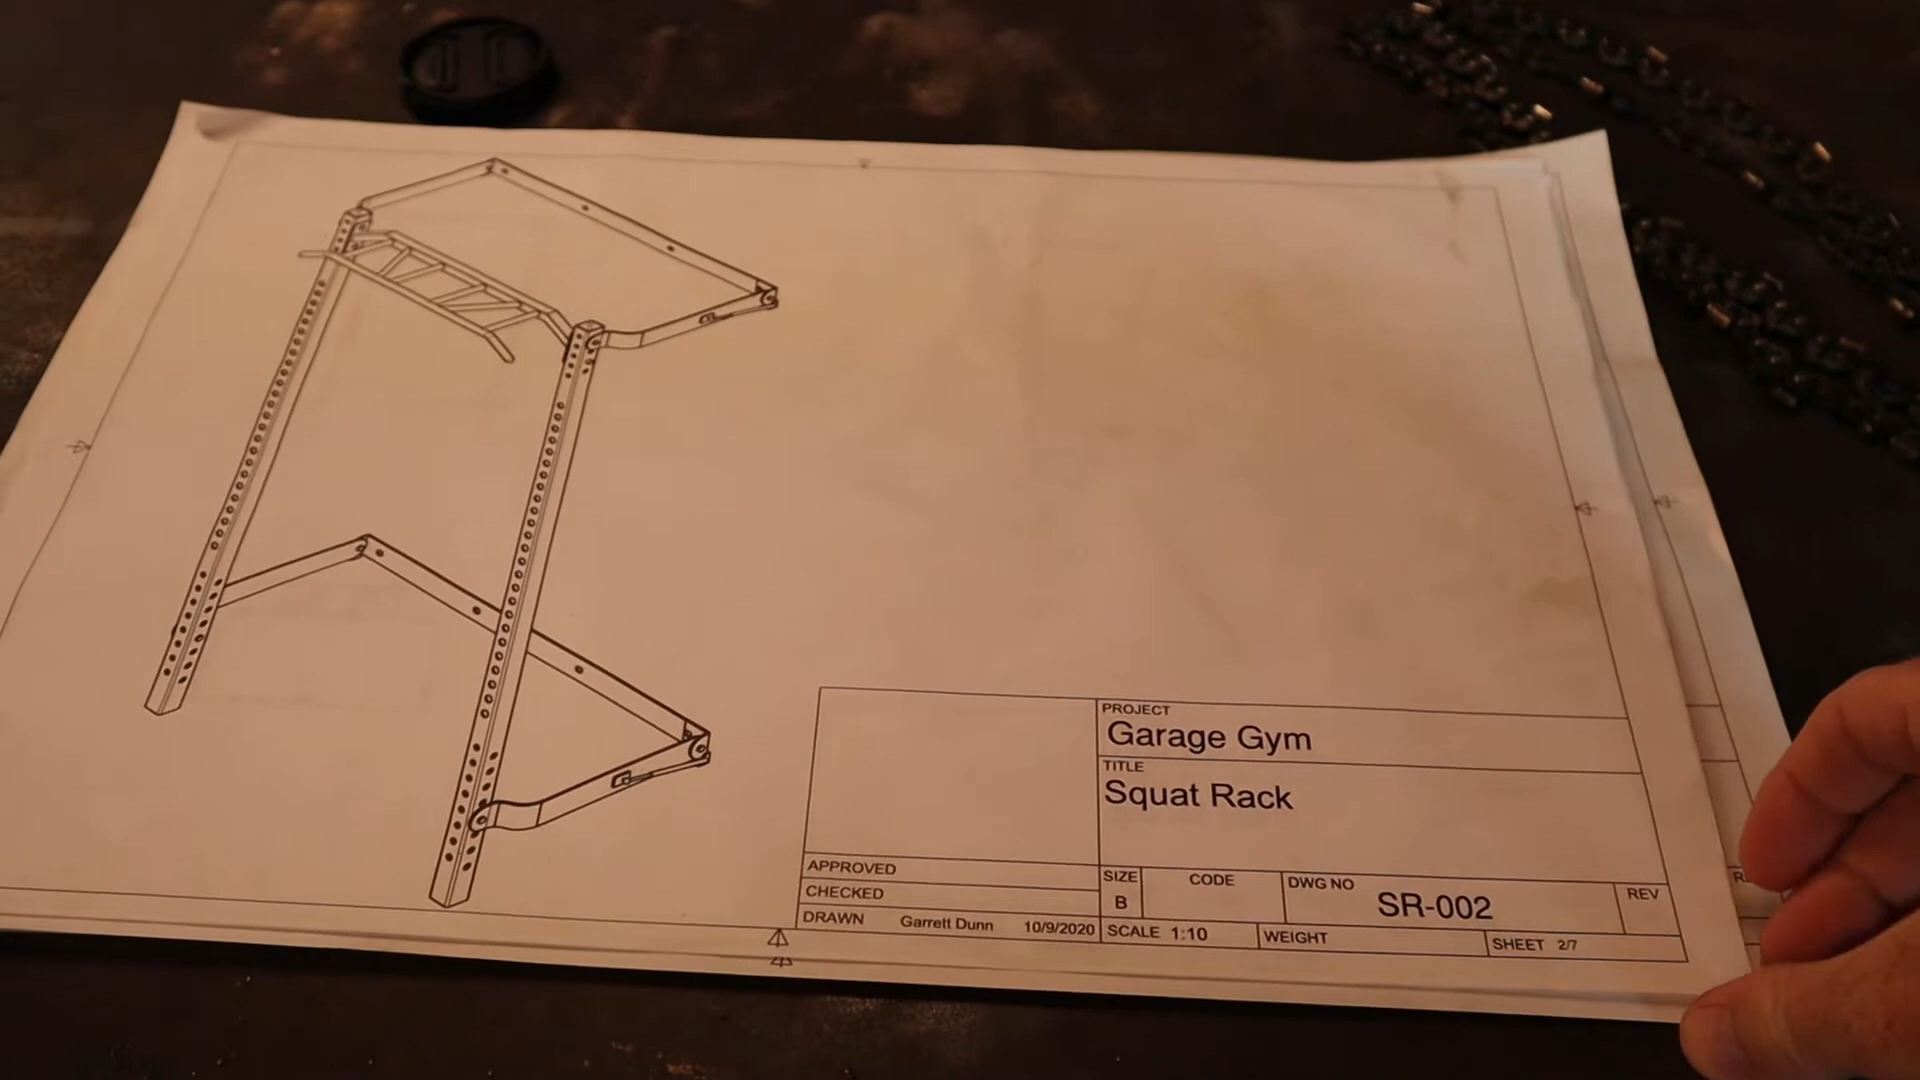 PROJECT
Garage Gym
TITLE
Squat Rack
APPROVED
CHECKED
DRAWN Garrett Dunn 10/9/2020
SIZE
B
CODE
DWG NO
SR-002
REV
SCALE 1:10
WEIGHT
SHEET 2/7